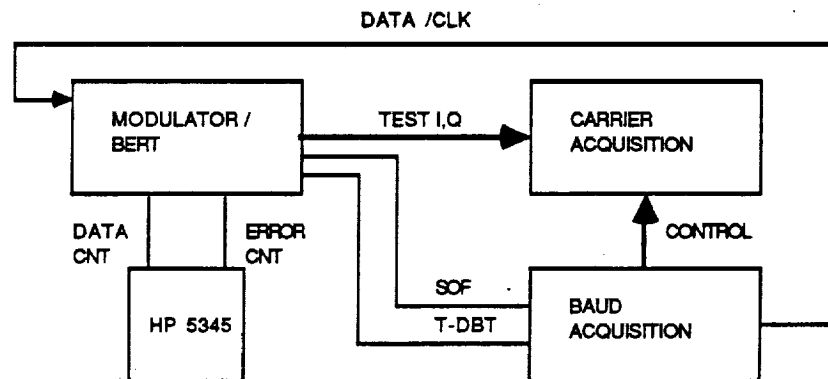 DATA /CLK
MODULATOR /
BERT
TEST I,Q
CARRIER
ACQUISITION
DATA
CNT
ERROR
CNT
CONTROL
SOF
T-DBT
HP 5345
BAUD
ACQUISITION